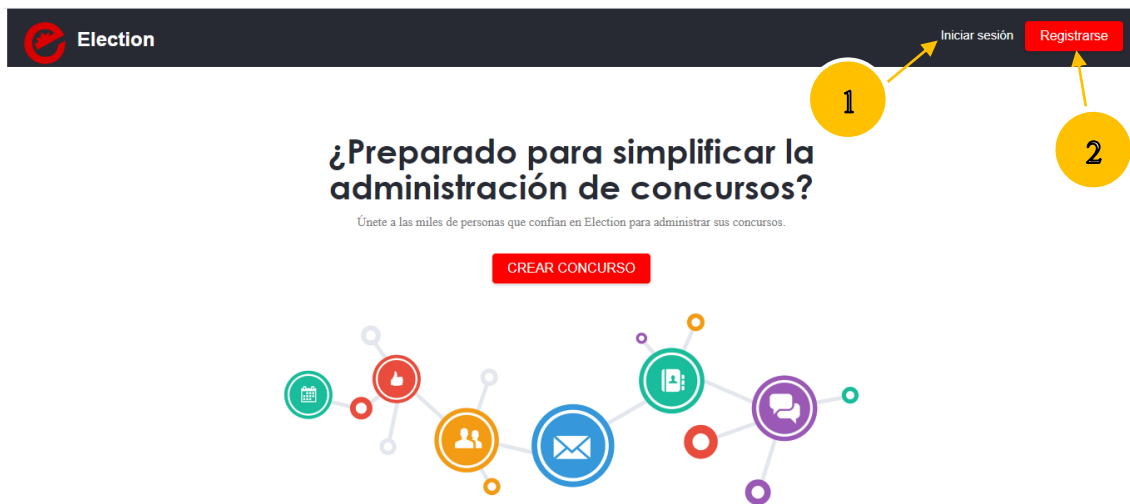 Election
Iniciar sesión
Registrarse
1
2
¿Preparado para simplificar la
administración de concursos?
Únete a las miles de personas que confían en Election para administrar sus concursos.
CREAR CONCURSO